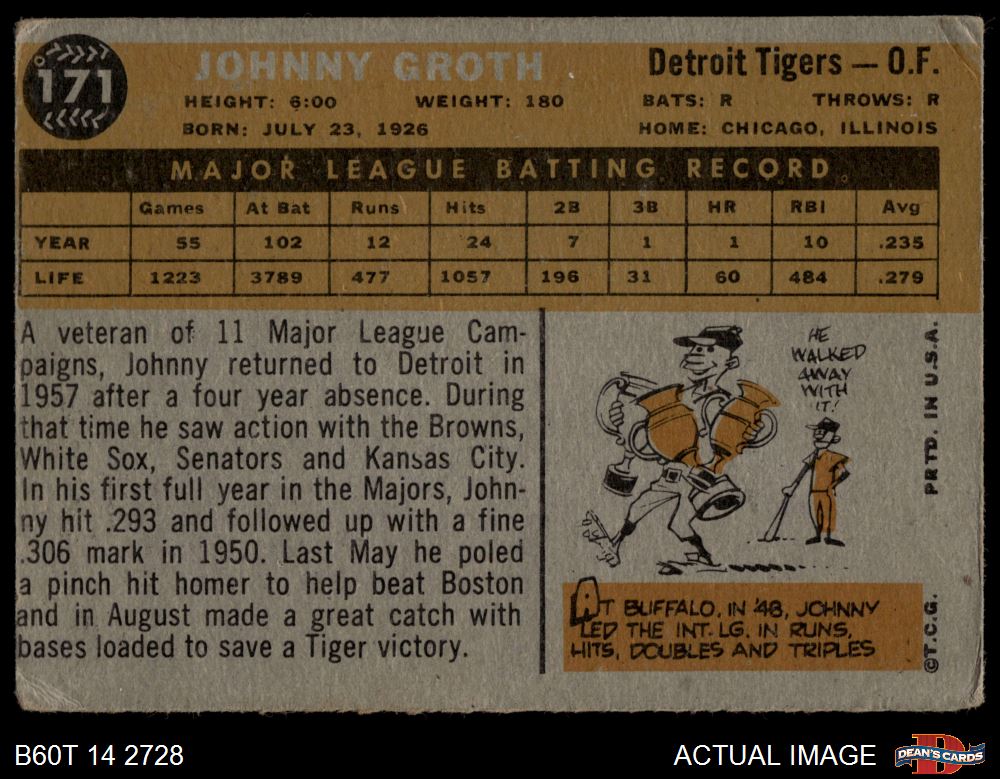 171
JOHNNY GROTH
Detroit Tigers — O.F.
HEIGHT: 6:00 WEIGHT: 180 BATS: R THROWS: R
BORN: JULY 23, 1926 HOME: CHICAGO, ILLINOIS
MAJOR LEAGUE BATTING RECORD
Games At Bat Runs Hits 2B 3B HR RBI Avg
YEAR 55 102 12 24 7 1 1 10 .235
LIFE 1223 3789 477 1057 196 31 60 484 .279
A veteran of 11 Major League Cam-
paigns, Johnny returned to Detroit in
1957 after a four year absence. During
that time he saw action with the Browns,
White Sox, Senators and Kansas City.
In his first full year in the Majors, John-
ny hit .293 and followed up with a fine
.306 mark in 1950. Last May he poled
a pinch hit homer to help beat Boston
and in August made a great catch with
bases loaded to save a Tiger victory.
HE
WALKED
AWAY
WITH
IT!
AT BUFFALO, IN '48, JOHNNY
LED THE INT. LG. IN RUNS,
HITS, DOUBLES AND TRIPLES
©T.C.G. PRTD. IN U.S.A.
B60T 14 2728
ACTUAL IMAGE
DEAN'S CARDS